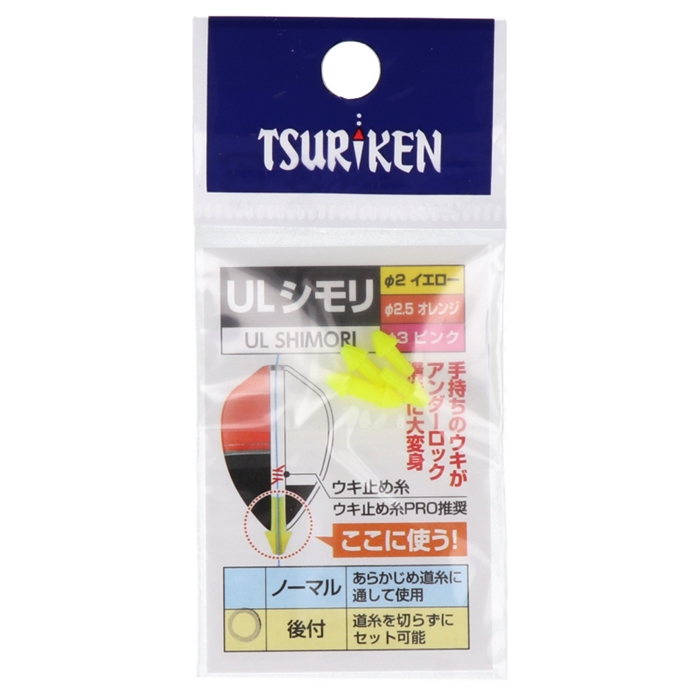 TSURIKEN
ULシモリ
UL SHIMORI
φ2 イエロー
φ2.5 オレンジ
3 ピンク
手持ちのウキが
アンダーロック
に大変身
ウキ止め糸
ウキ止め糸PRO推奨
ここに使う!
ノーマル
あらかじめ道糸に
通して使用
後付
道糸を切らずに
セット可能